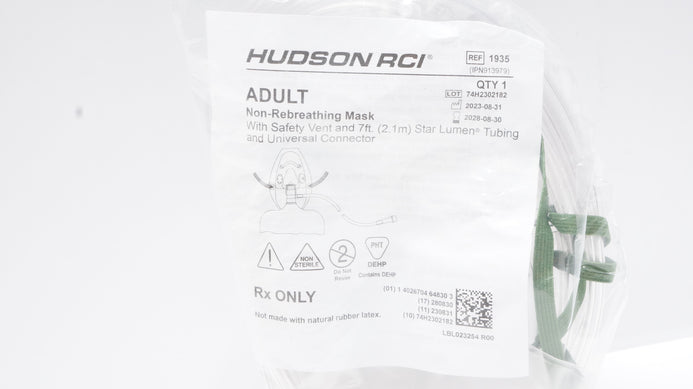 HUDSON RCI®
REF 1935
(IPN913979)
QTY 1
LOT 74H2302182
2023-08-31
2028-08-30
ADULT
Non-Rebreathing Mask
With Safety Vent and 7ft. (2.1m) Star Lumen® Tubing
and Universal Connector
NON
STERILE
2
Do Not
Reuse
PHT
DEHP
Contains DEHP
Rx ONLY
Not made with natural rubber latex.
(01) 1 4026704 64830 3
(17) 280830
(11) 230831
(10) 74H2302182
LBL023254 R00